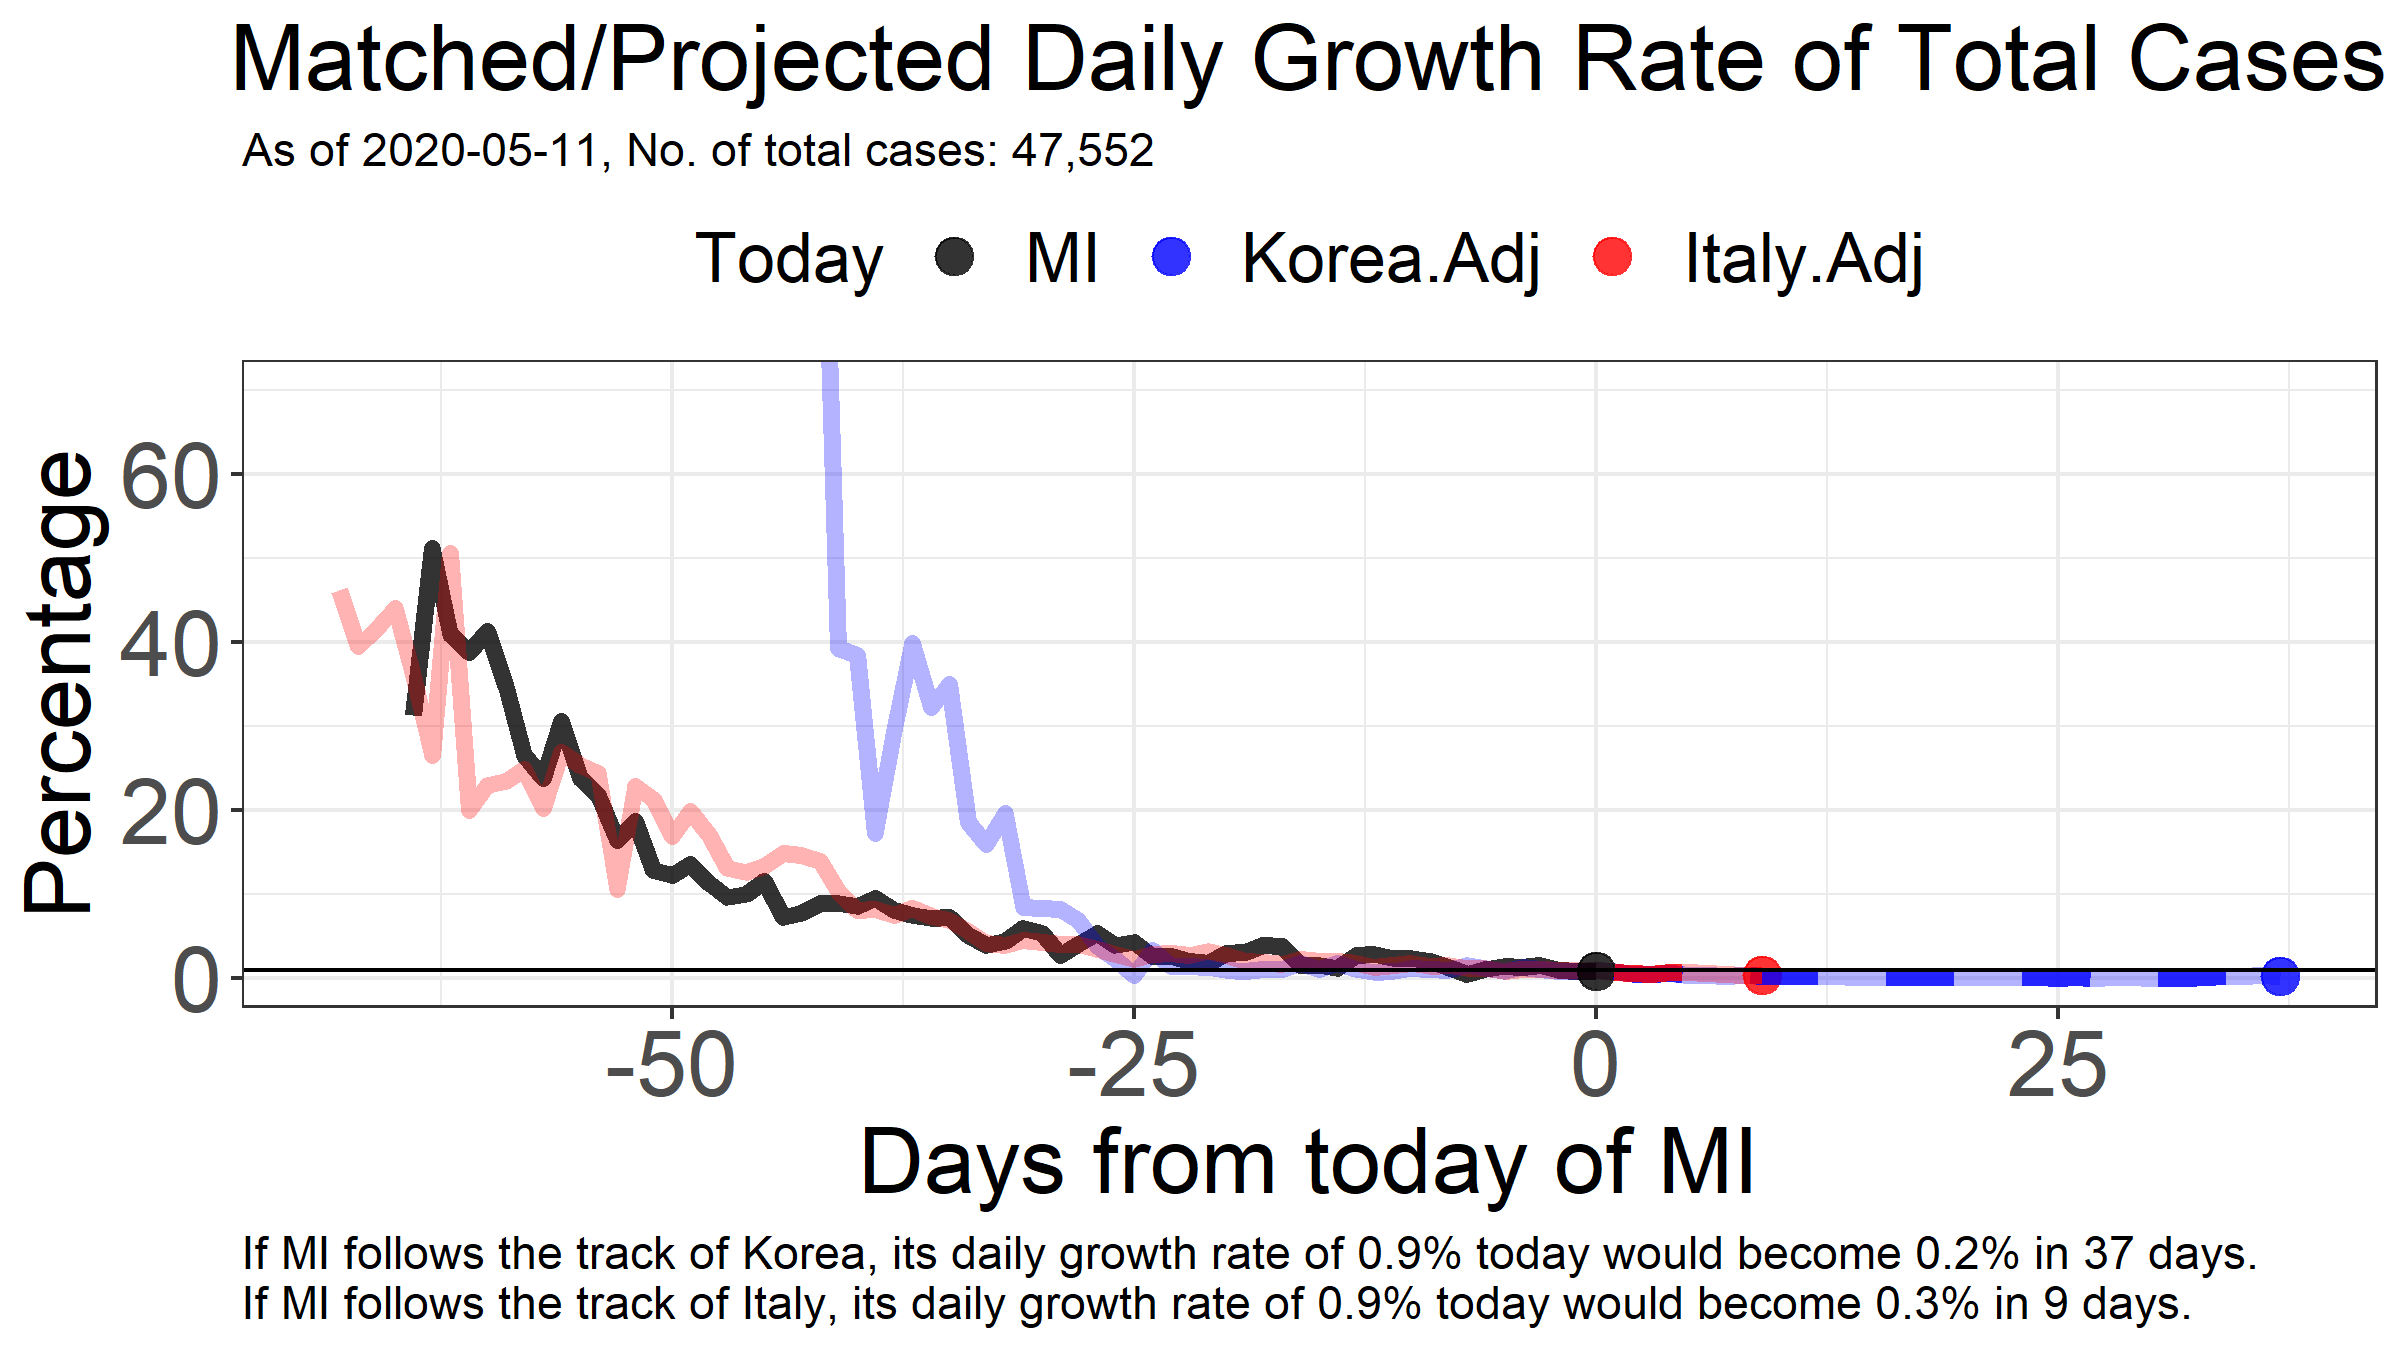 Matched/Projected Daily Growth Rate of Total Cases
As of 2020-05-11, No. of total cases: 47,552
Today MI Korea.Adj Italy.Adj
Percentage
60
40
20
0
-50 -25 0 25
Days from today of MI
If MI follows the track of Korea, its daily growth rate of 0.9% today would become 0.2% in 37 days.
If MI follows the track of Italy, its daily growth rate of 0.9% today would become 0.3% in 9 days.